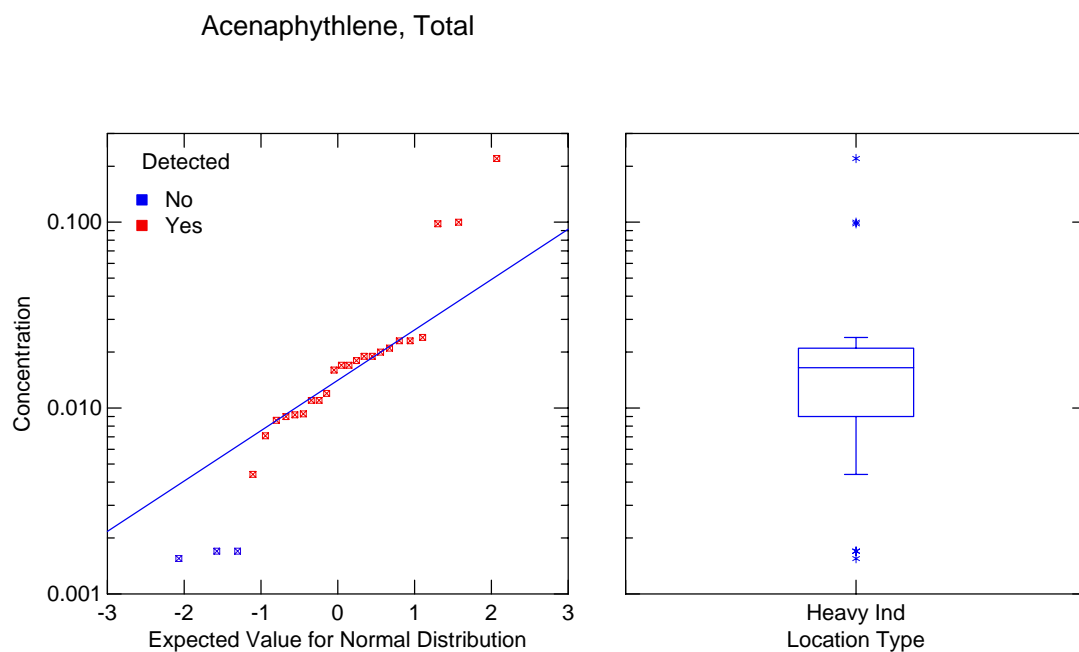 Acenaphythlene, Total
Detected
No
Yes
Concentration
0.100
0.010
0.001
-3 -2 -1 0 1 2 3
Expected Value for Normal Distribution
Heavy Ind
Location Type